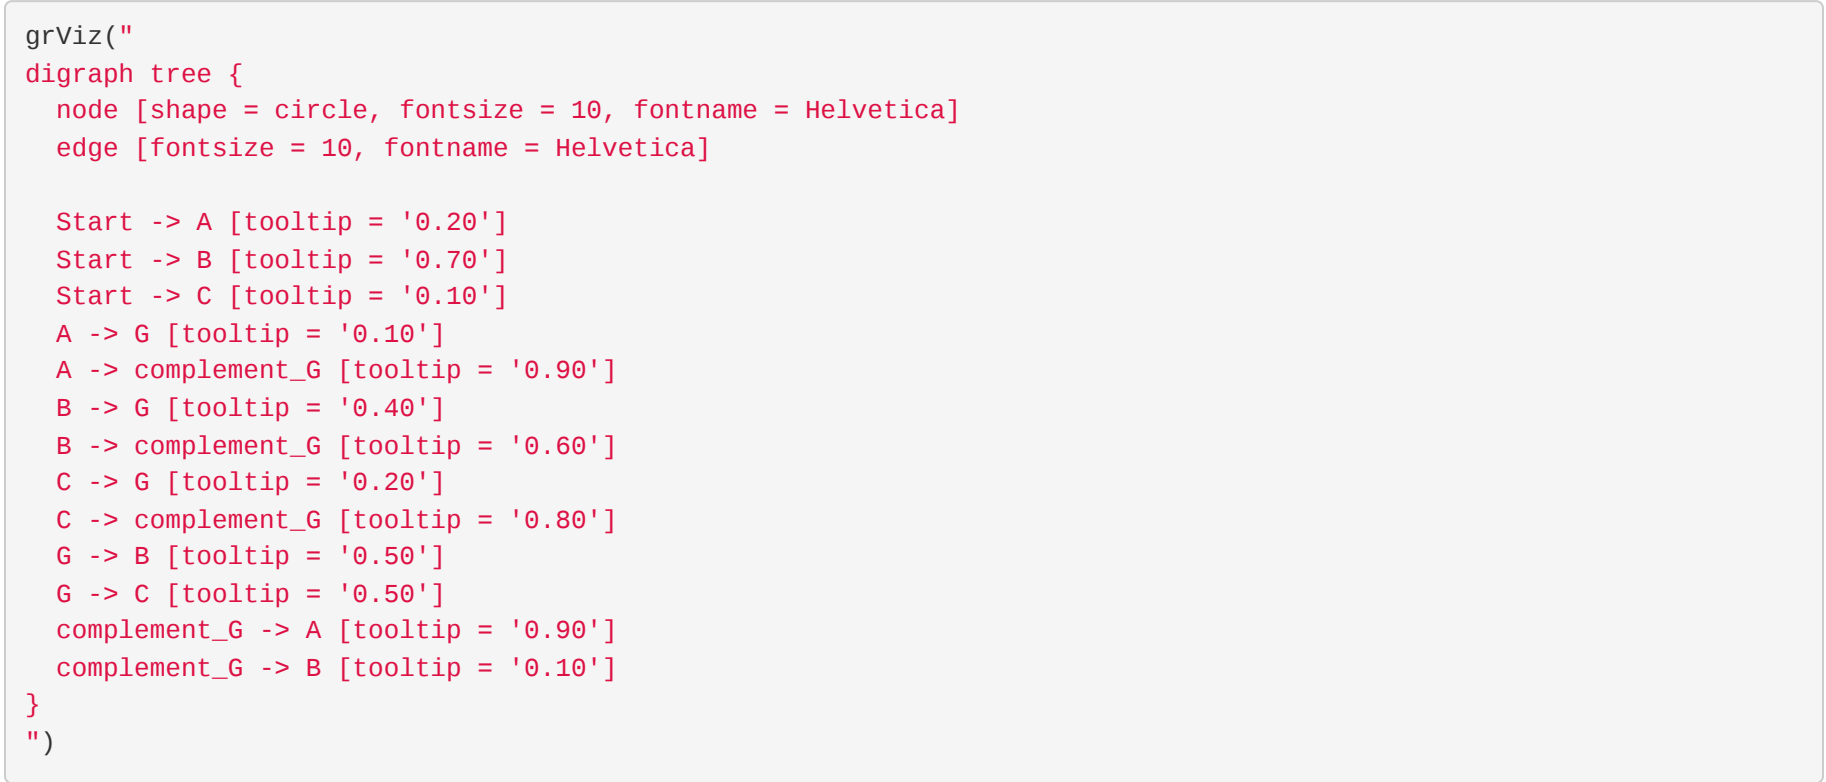 grViz("
digraph tree {
  node [shape = circle, fontsize = 10, fontname = Helvetica]
  edge [fontsize = 10, fontname = Helvetica]

  Start -> A [tooltip = '0.20']
  Start -> B [tooltip = '0.70']
  Start -> C [tooltip = '0.10']
  A -> G [tooltip = '0.10']
  A -> complement_G [tooltip = '0.90']
  B -> G [tooltip = '0.40']
  B -> complement_G [tooltip = '0.60']
  C -> G [tooltip = '0.20']
  C -> complement_G [tooltip = '0.80']
  G -> B [tooltip = '0.50']
  G -> C [tooltip = '0.50']
  complement_G -> A [tooltip = '0.90']
  complement_G -> B [tooltip = '0.10']
}
")